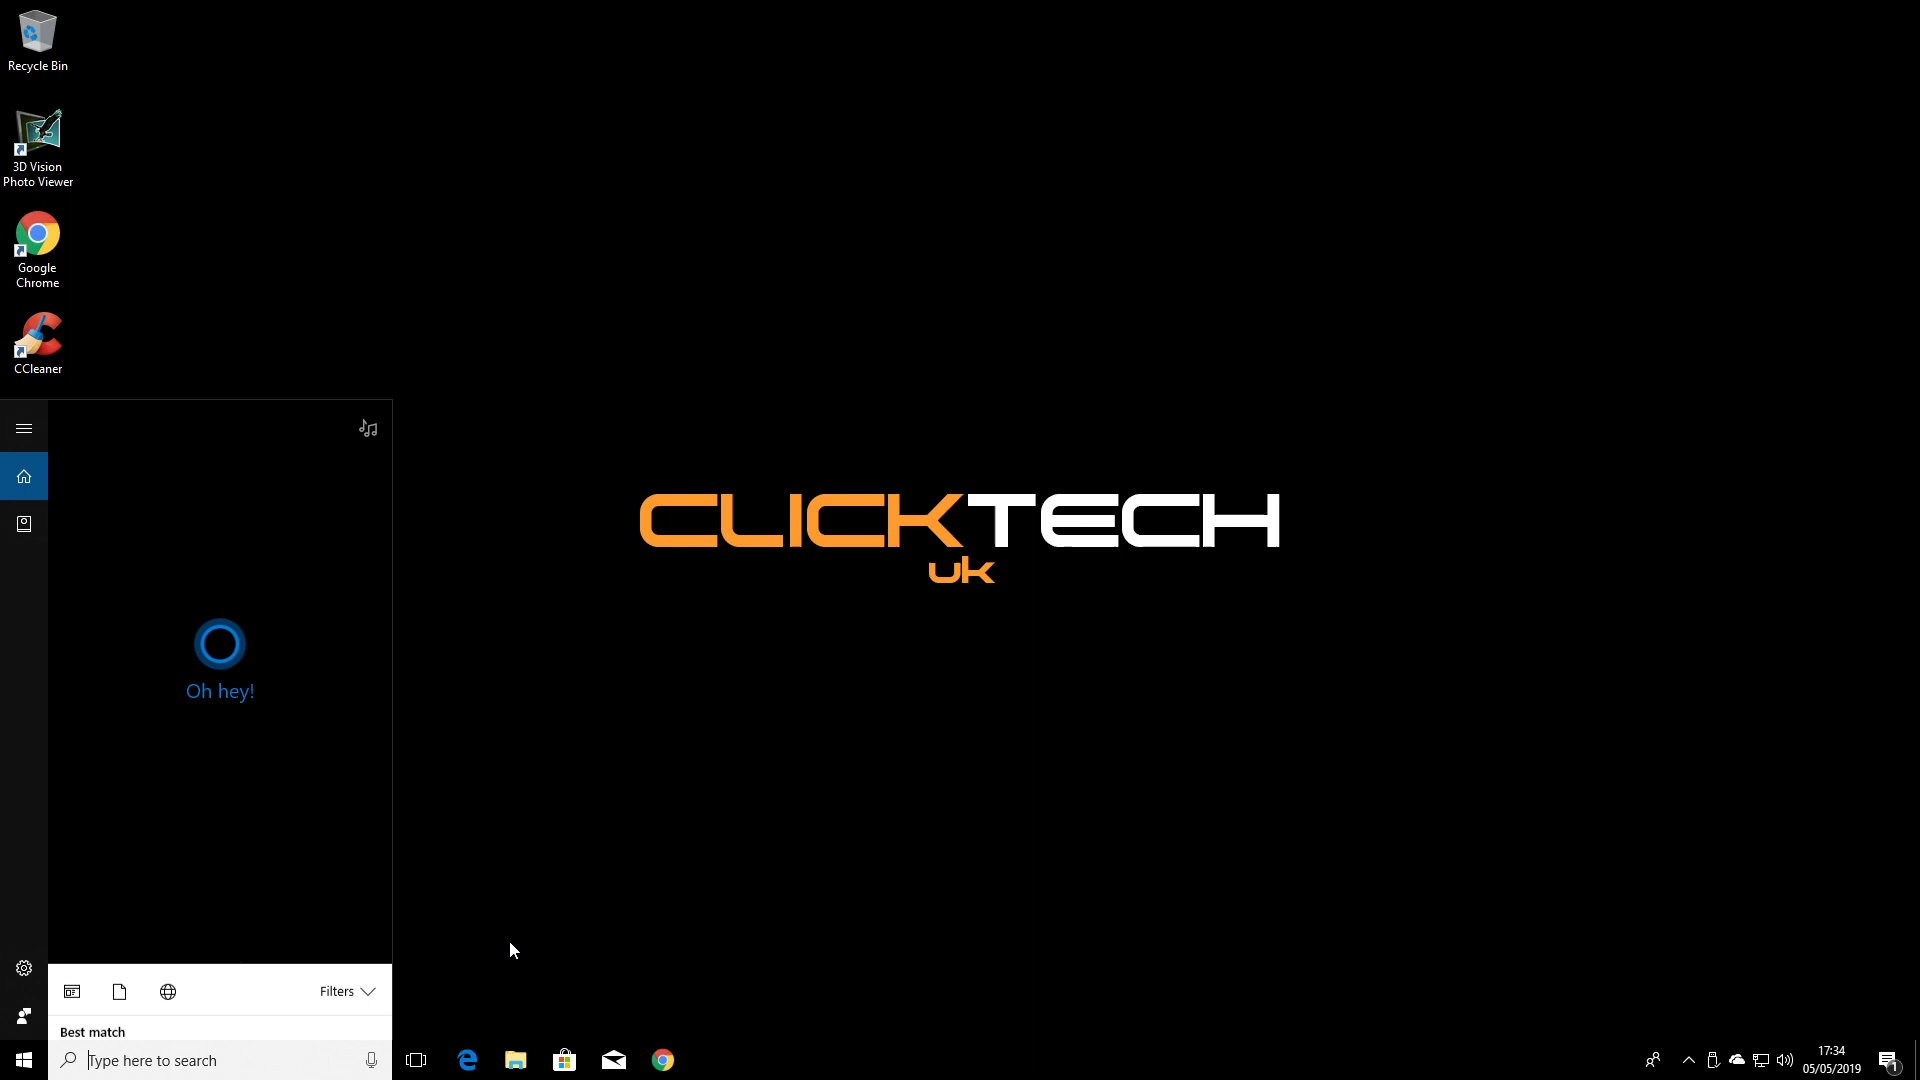 Recycle Bin
3D Vision
Photo Viewer
Google
Chrome
CCleaner
CLICKTECH
uk
Oh hey!
Filters
Best match
Type here to search
17:34
05/05/2019
1